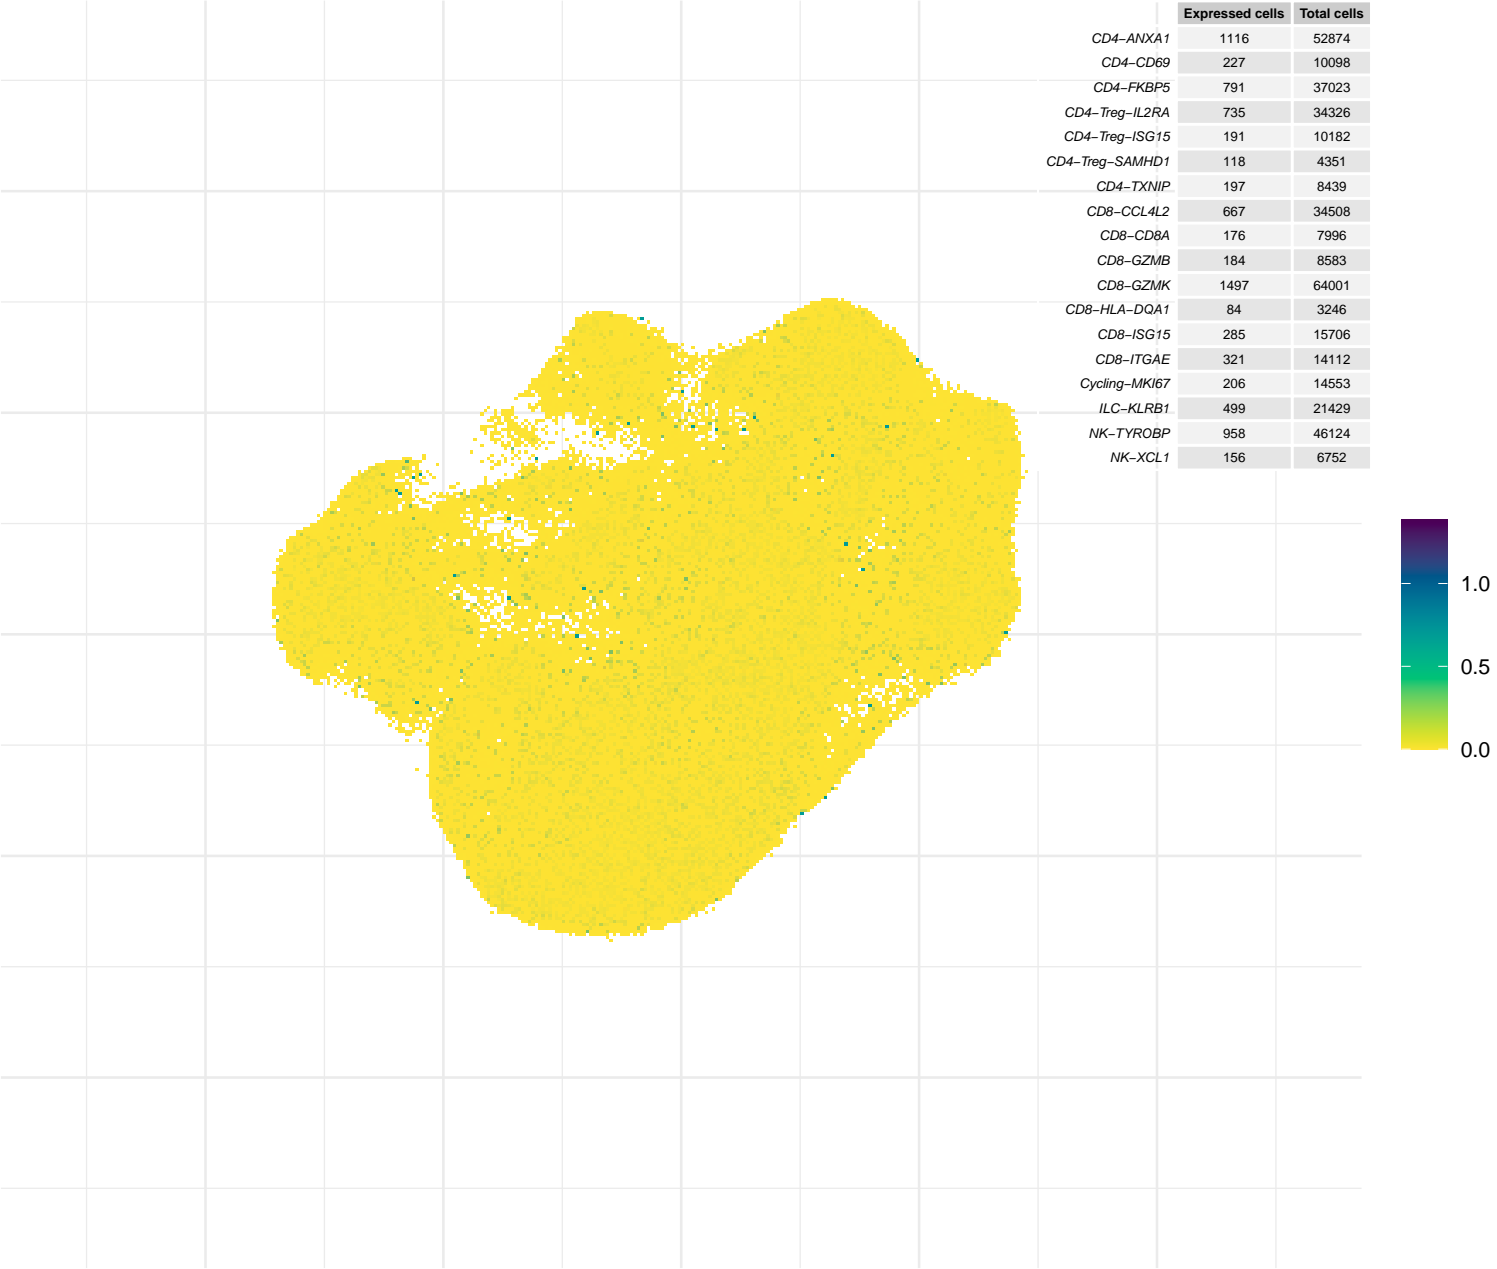 Expressed cells Total cells
CD4−ANXA1 1116 52874
CD4−CD69 227 10098
CD4−FKBP5 791 37023
CD4−Treg−IL2RA 735 34326
CD4−Treg−ISG15 191 10182
CD4−Treg−SAMHD1 118 4351
CD4−TXNIP 197 8439
CD8−CCL4L2 667 34508
CD8−CD8A 176 7996
CD8−GZMB 184 8583
CD8−GZMK 1497 64001
CD8−HLA−DQA1 84 3246
CD8−ISG15 285 15706
CD8−ITGAE 321 14112
Cycling−MKI67 206 14553
ILC−KLRB1 499 21429
NK−TYROBP 958 46124
NK−XCL1 156 6752
1.0
0.5
0.0